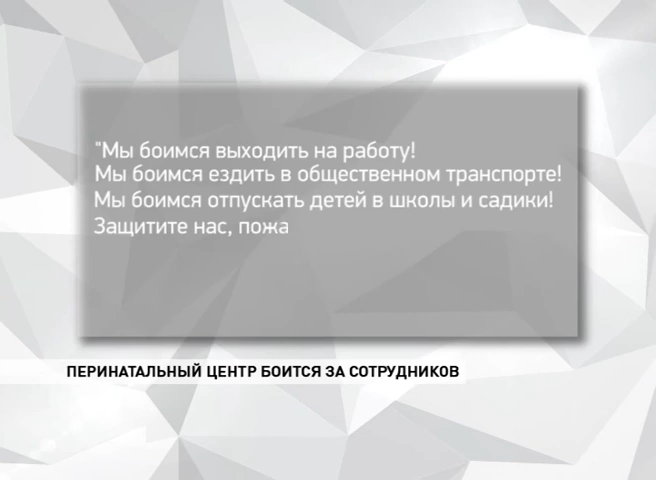 "Мы боимся выходить на работу!
Мы боимся ездить в общественном транспорте!
Мы боимся отпускать детей в школы и садики!
Защитите нас, пожа
ПЕРИНАТАЛЬНЫЙ ЦЕНТР БОИТСЯ ЗА СОТРУДНИКОВ